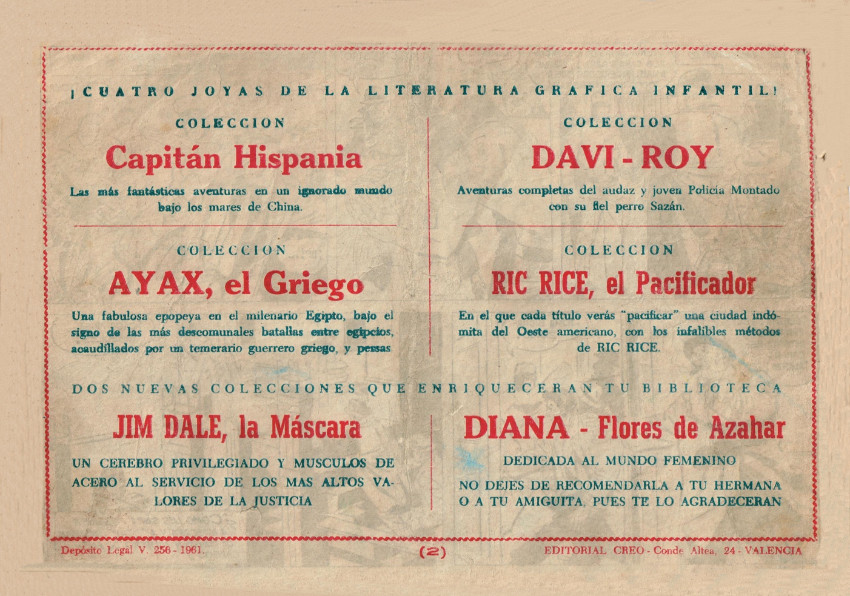 ¡CUATRO JOYAS DE LA LITERATURA GRAFICA INFANTIL!
COLECCION
Capitán Hispania
Las más fantásticas aventuras en un ignorado mundo
bajo los mares de China.
COLECCION
DAVI - ROY
Aventuras completas del audaz y joven Policía Montado
con su fiel perro Sazán.
COLECCION
AYAX, el Griego
Una fabulosa epopeya en el milenario Egipto, bajo el
signo de las más descomunales batallas entre egipcios,
acaudillados por un temerario guerrero griego, y persas
COLECCION
RIC RICE, el Pacificador
En el que cada título verás "pacificar" una ciudad indó-
mita del Oeste americano, con los infalibles métodos
de RIC RICE.
DOS NUEVAS COLECCIONES QUE ENRIQUECERAN TU BIBLIOTECA
JIM DALE, la Máscara
UN CEREBRO PRIVILEGIADO Y MUSCULOS DE
ACERO AL SERVICIO DE LOS MAS ALTOS VA-
LORES DE LA JUSTICIA
DIANA - Flores de Azahar
DEDICADA AL MUNDO FEMENINO
NO DEJES DE RECOMENDARLA A TU HERMANA
O A TU AMIGUITA, PUES TE LO AGRADECERAN
Depósito Legal V. 256 - 1961.
(2)
EDITORIAL CREO - Conde Altea, 24 - VALENCIA